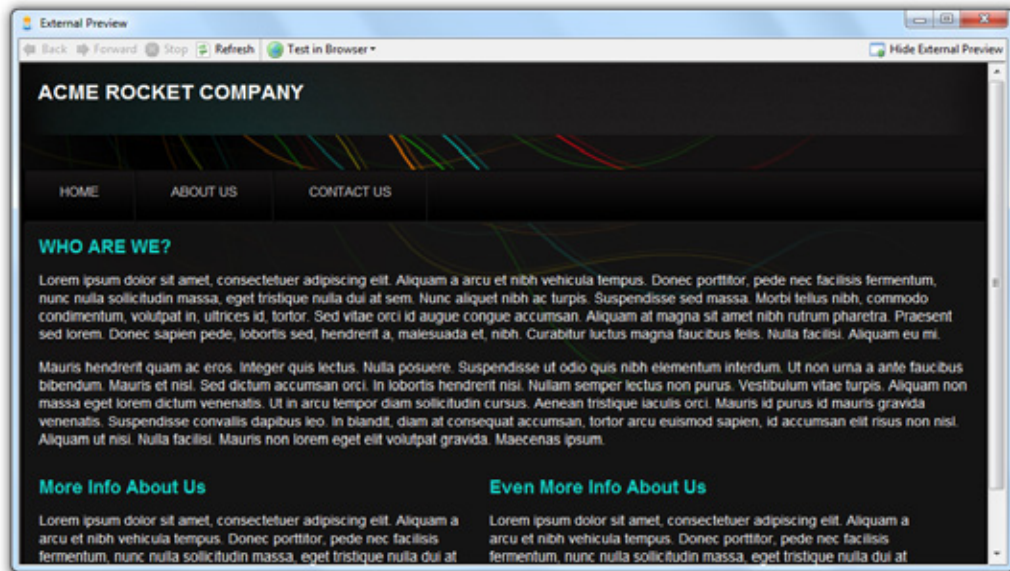 External Preview
Back Forward Stop Refresh Test in Browser Hide External Preview
ACME ROCKET COMPANY
HOME ABOUT US CONTACT US
WHO ARE WE?
Lorem ipsum dolor sit amet, consectetuer adipiscing elit. Aliquam a arcu et nibh vehicula tempus. Donec porttitor, pede nec facilisis fermentum,
nunc nulla sollicitudin massa, eget tristique nulla dui at sem. Nunc aliquet nibh ac turpis. Suspendisse sed massa. Morbi tellus nibh, commodo
condimentum, volutpat in, ultrices id, tortor. Sed vitae orci id augue congue accumsan. Aliquam at magna sit amet nibh rutrum pharetra. Praesent
sed lorem. Donec sapien pede, lobortis sed, hendrerit a, malesuada et, nibh. Curabitur luctus magna faucibus felis. Nulla facilisi. Aliquam eu mi.
Mauris hendrerit quam ac eros. Integer quis lectus. Nulla posuere. Suspendisse ut odio quis nibh elementum interdum. Ut non urna a ante faucibus
bibendum. Mauris et nisl. Sed dictum accumsan orci. In lobortis hendrerit nisi. Nullam semper lectus non purus. Vestibulum vitae turpis. Aliquam non
massa eget lorem dictum venenatis. Ut in arcu tempor diam sollicitudin cursus. Aenean tristique iaculis orci. Mauris id purus id mauris gravida
venenatis. Suspendisse convallis dapibus leo. In blandit, diam at consequat accumsan, tortor arcu euismod sapien, id accumsan elit risus non nisl.
Aliquam ut nisi. Nulla facilisi. Mauris non lorem eget elit volutpat gravida. Maecenas ipsum.
More Info About Us
Lorem ipsum dolor sit amet, consectetuer adipiscing elit. Aliquam a
arcu et nibh vehicula tempus. Donec porttitor, pede nec facilisis
fermentum, nunc nulla sollicitudin massa, eget tristique nulla dui at
Even More Info About Us
Lorem ipsum dolor sit amet, consectetuer adipiscing elit. Aliquam a
arcu et nibh vehicula tempus. Donec porttitor, pede nec facilisis
fermentum, nunc nulla sollicitudin massa, eget tristique nulla dui at